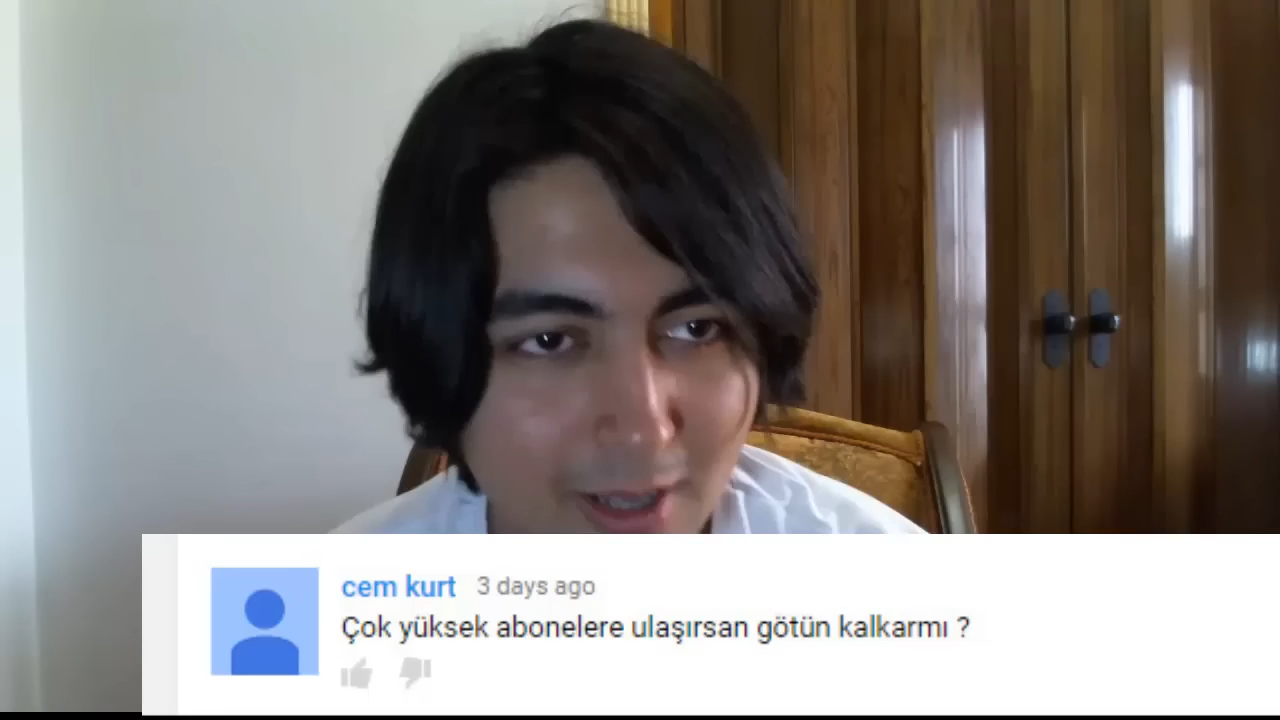 cem kurt 3 days ago
Çok yüksek abonelere ulaşırsan götün kalkarmı ?